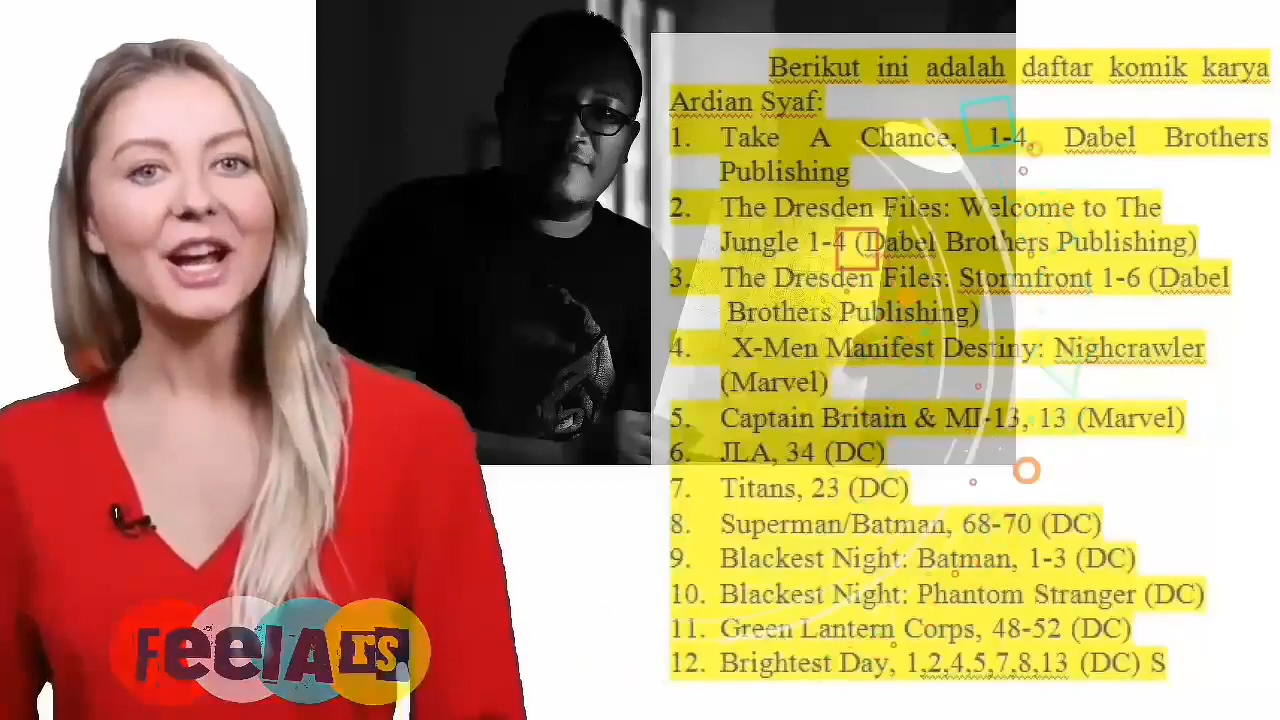 Berikut ini adalah daftar komik karya
Ardian Syaf:
1. Take A Chance, 1-4, Dabel Brothers
Publishing
2. The Dresden Files: Welcome to The
Jungle 1-4 (Dabel Brothers Publishing)
3. The Dresden Files: Stormfront 1-6 (Dabel
Brothers Publishing)
4. X-Men Manifest Destiny: Nighcrawler
(Marvel)
5. Captain Britain & MI-13, 13 (Marvel)
6. JLA, 34 (DC)
7. Titans, 23 (DC)
8. Superman/Batman, 68-70 (DC)
9. Blackest Night: Batman, 1-3 (DC)
10. Blackest Night: Phantom Stranger (DC)
11. Green Lantern Corps, 48-52 (DC)
12. Brightest Day, 1,2,4,5,7,8,13 (DC) S
FeelARS